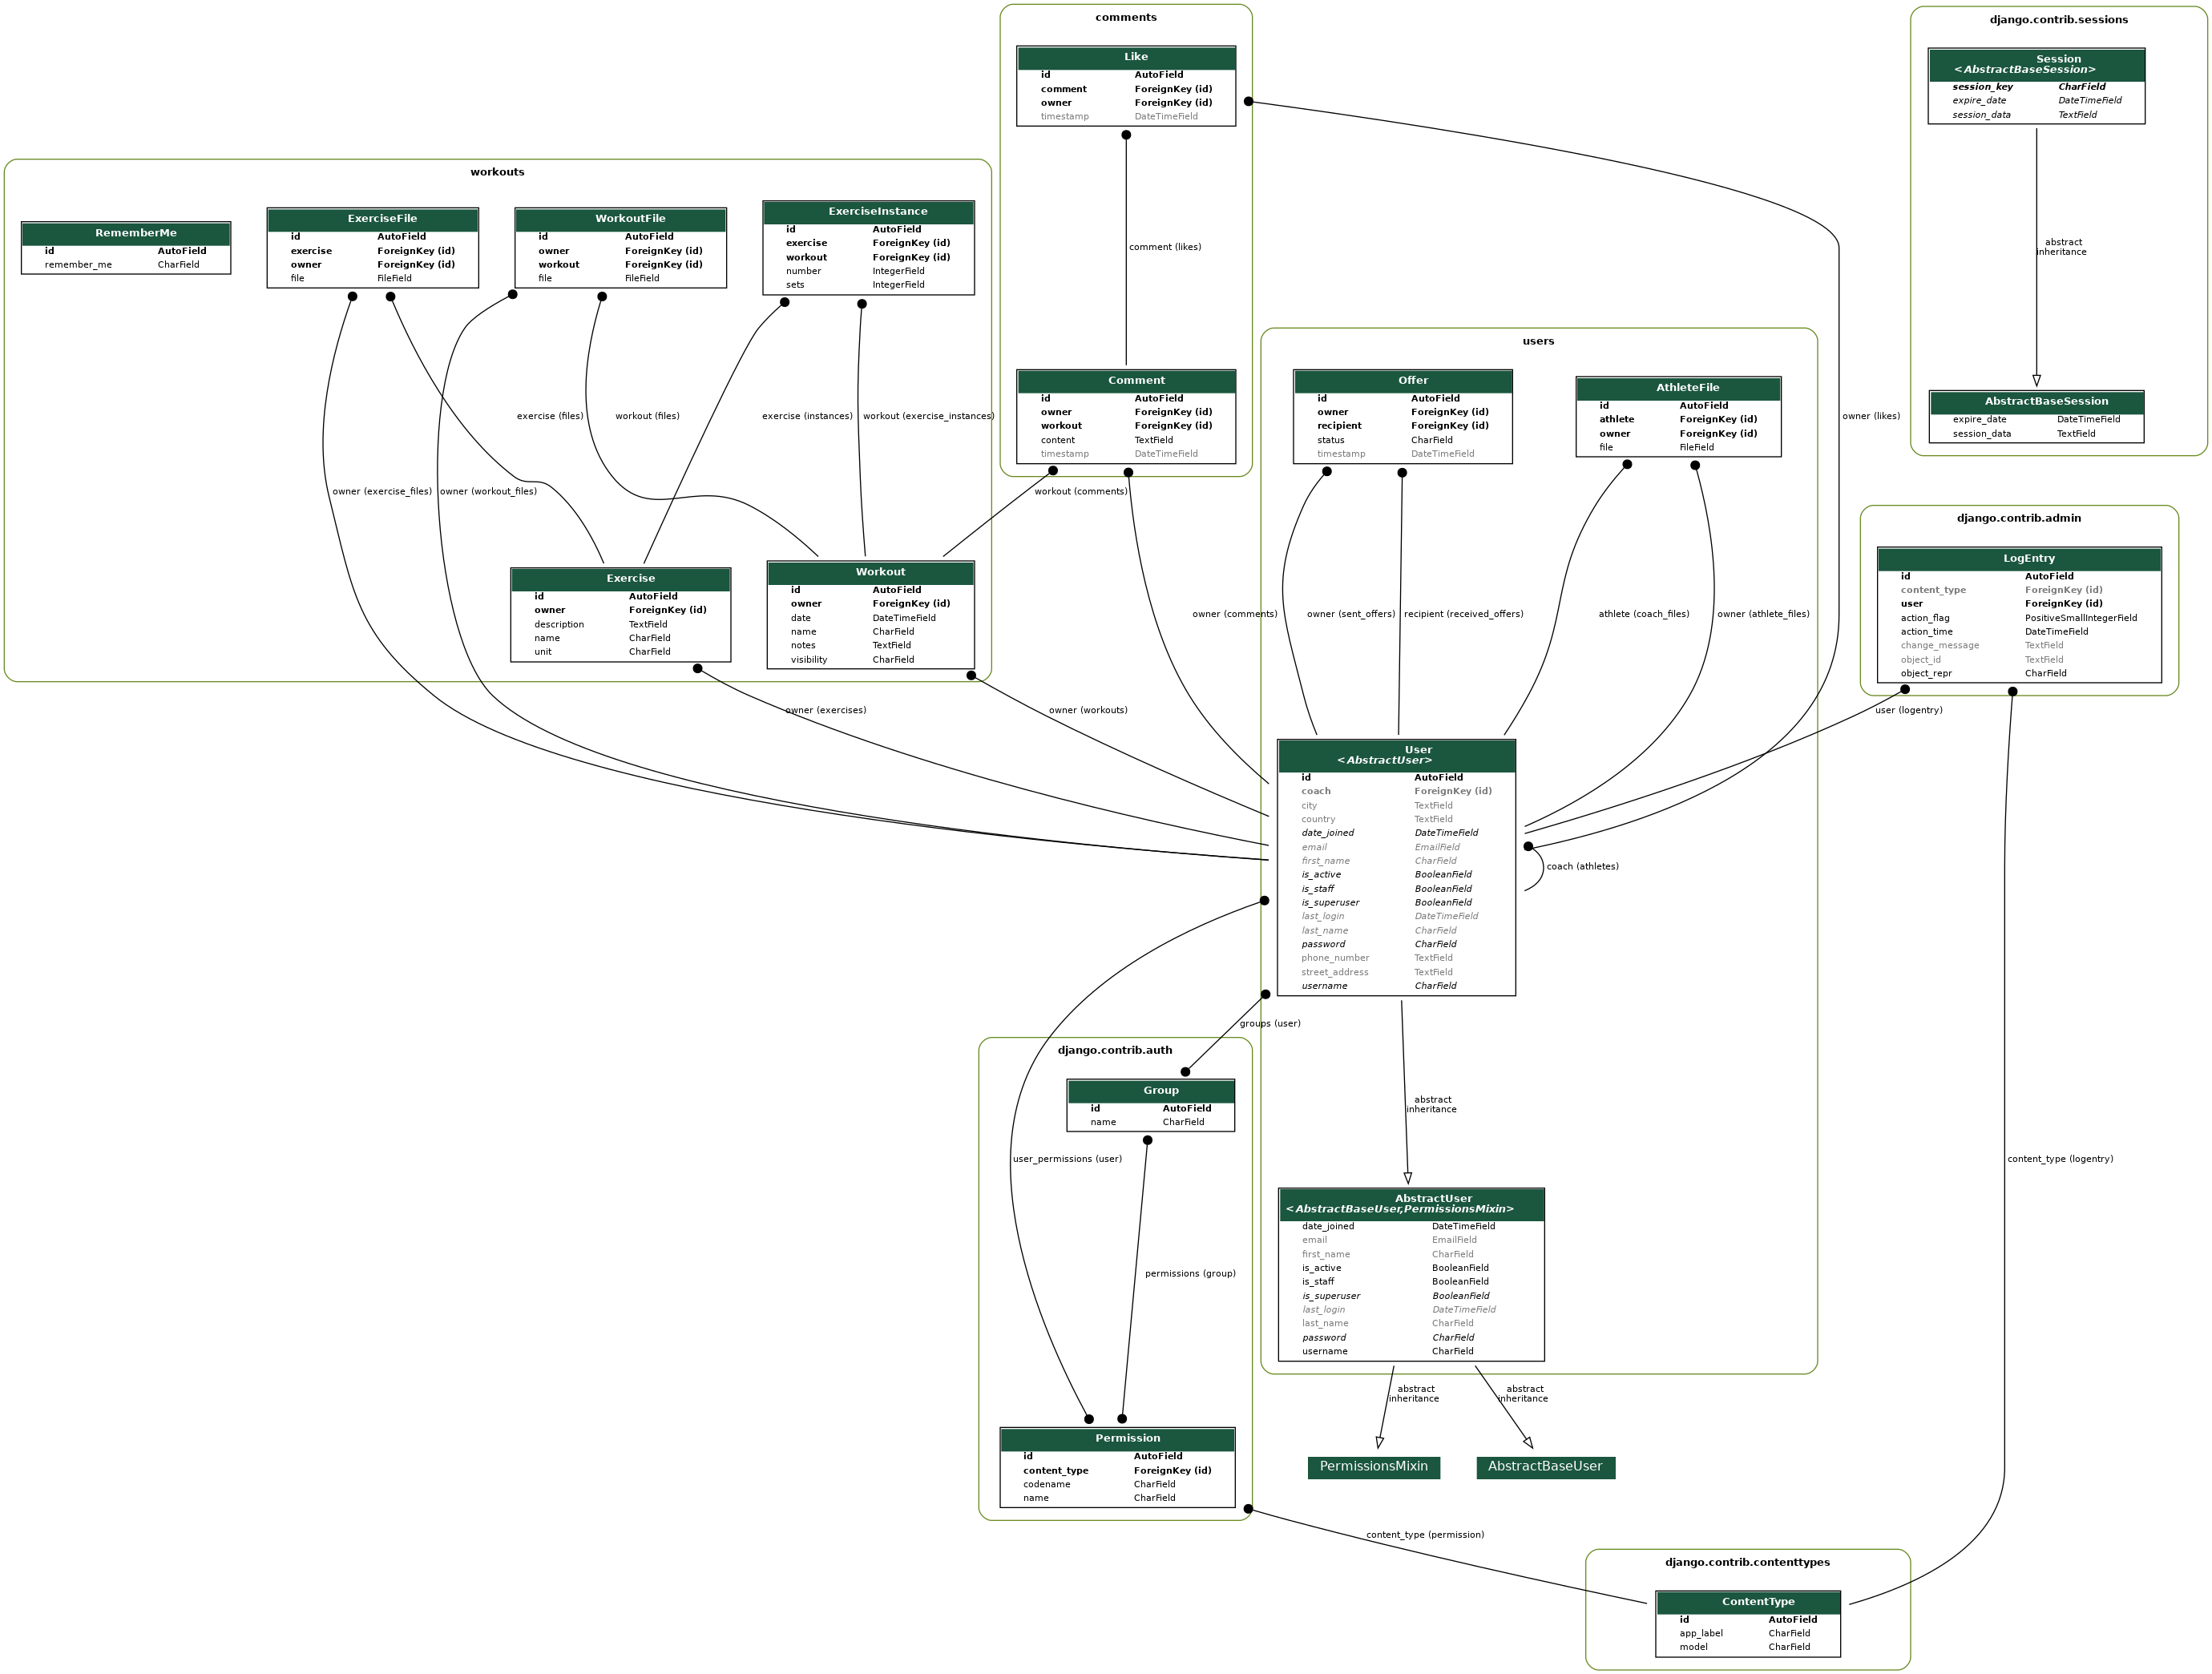 comments
Like
id AutoField
comment ForeignKey (id)
owner ForeignKey (id)
timestamp DateTimeField
comment (likes)
Comment
id AutoField
owner ForeignKey (id)
workout ForeignKey (id)
content TextField
timestamp DateTimeField
workout (comments)
owner (comments)
owner (likes)
django.contrib.sessions
Session
<AbstractBaseSession>
session_key CharField
expire_date DateTimeField
session_data TextField
abstract
inheritance
AbstractBaseSession
expire_date DateTimeField
session_data TextField
workouts
RememberMe
id AutoField
remember_me CharField
ExerciseFile
id AutoField
exercise ForeignKey (id)
owner ForeignKey (id)
file FileField
WorkoutFile
id AutoField
owner ForeignKey (id)
workout ForeignKey (id)
file FileField
ExerciseInstance
id AutoField
exercise ForeignKey (id)
workout ForeignKey (id)
number IntegerField
sets IntegerField
exercise (files)
workout (files)
exercise (instances)
workout (exercise_instances)
owner (exercise_files)
owner (workout_files)
Exercise
id AutoField
owner ForeignKey (id)
description TextField
name CharField
unit CharField
Workout
id AutoField
owner ForeignKey (id)
date DateTimeField
name CharField
notes TextField
visibility CharField
owner (exercises)
owner (workouts)
users
Offer
id AutoField
owner ForeignKey (id)
recipient ForeignKey (id)
status CharField
timestamp DateTimeField
AthleteFile
id AutoField
athlete ForeignKey (id)
owner ForeignKey (id)
file FileField
owner (sent_offers)
recipient (received_offers)
athlete (coach_files)
owner (athlete_files)
User
<AbstractUser>
id AutoField
coach ForeignKey (id)
city TextField
country TextField
date_joined DateTimeField
email EmailField
first_name CharField
is_active BooleanField
is_staff BooleanField
is_superuser BooleanField
last_login DateTimeField
last_name CharField
password CharField
phone_number TextField
street_address TextField
username CharField
coach (athletes)
abstract
inheritance
AbstractUser
<AbstractBaseUser,PermissionsMixin>
date_joined DateTimeField
email EmailField
first_name CharField
is_active BooleanField
is_staff BooleanField
is_superuser BooleanField
last_login DateTimeField
last_name CharField
password CharField
username CharField
abstract
inheritance
abstract
inheritance
PermissionsMixin
AbstractBaseUser
django.contrib.admin
LogEntry
id AutoField
content_type ForeignKey (id)
user ForeignKey (id)
action_flag PositiveSmallIntegerField
action_time DateTimeField
change_message TextField
object_id TextField
object_repr CharField
user (logentry)
content_type (logentry)
groups (user)
django.contrib.auth
Group
id AutoField
name CharField
user_permissions (user)
permissions (group)
Permission
id AutoField
content_type ForeignKey (id)
codename CharField
name CharField
content_type (permission)
django.contrib.contenttypes
ContentType
id AutoField
app_label CharField
model CharField